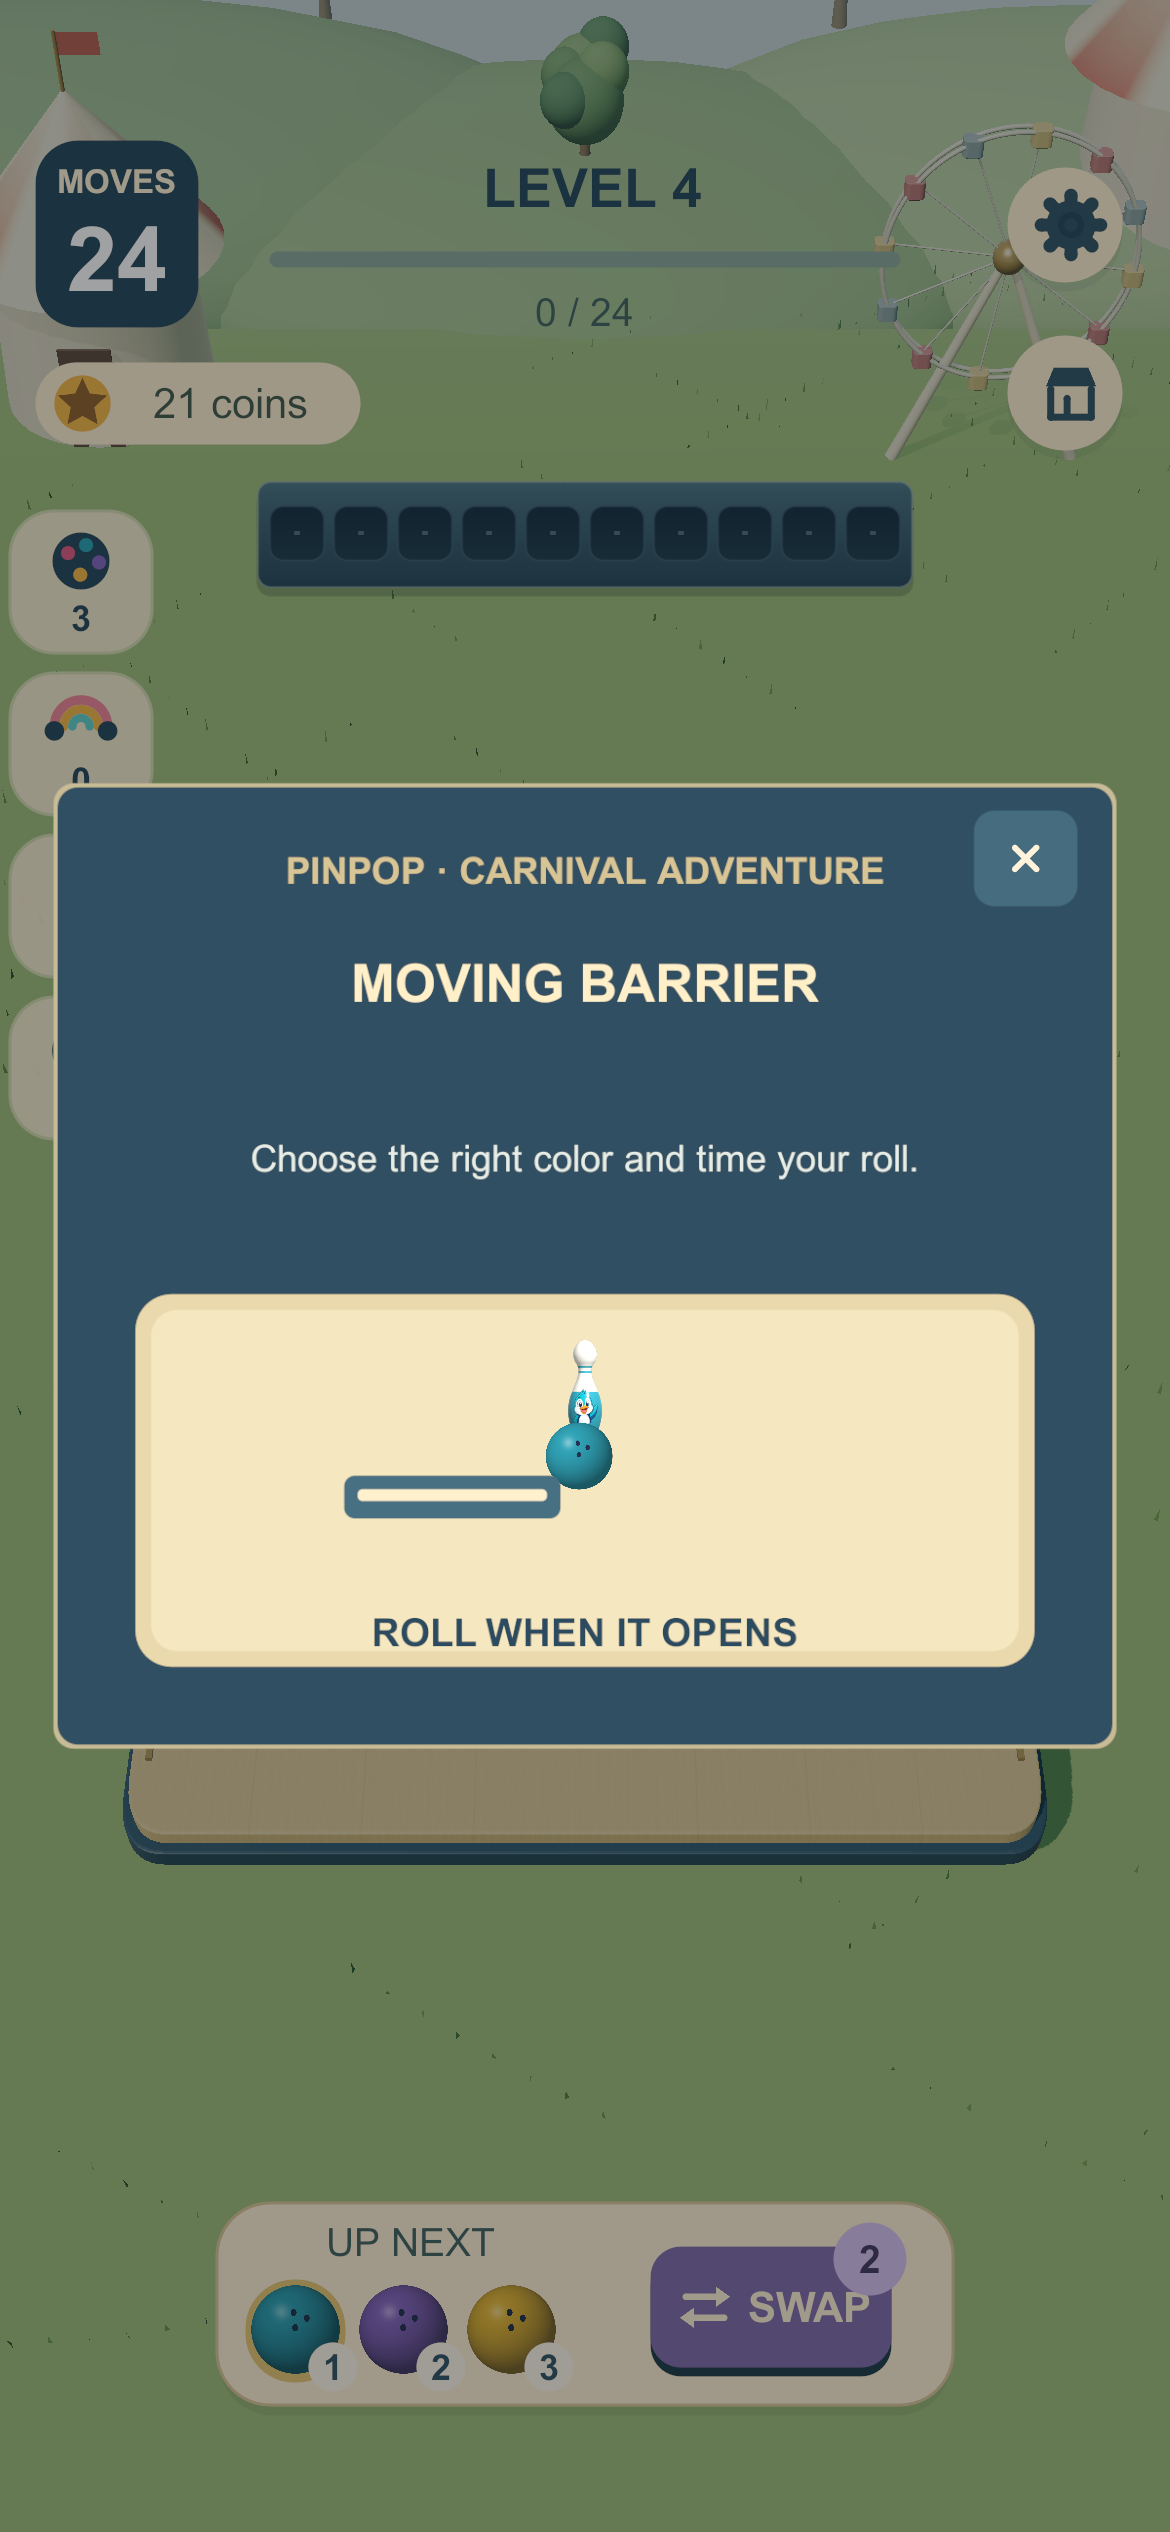 MOVES
24
LEVEL 4
0 / 24
21 coins
3
0
PINPOP · CARNIVAL ADVENTURE
MOVING BARRIER
Choose the right color and time your roll.
ROLL WHEN IT OPENS
UP NEXT
1
2
3
2
SWAP